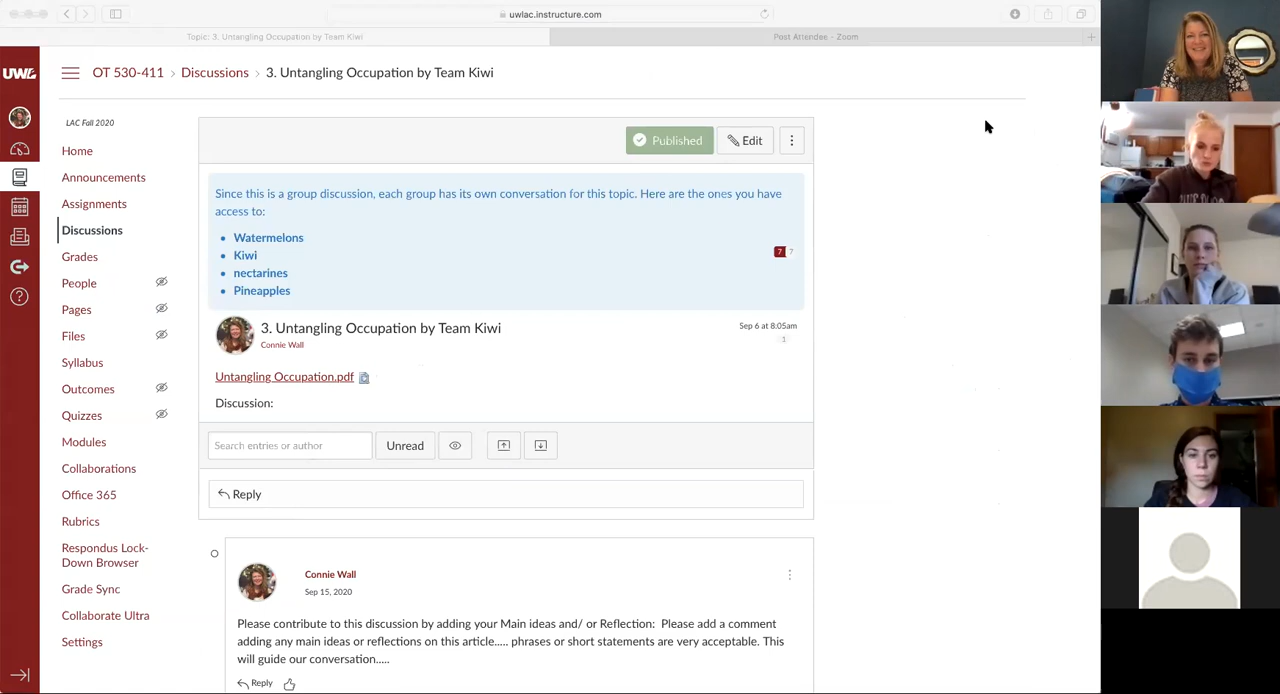 uwlac.instructure.com
Topic: 3. Untangling Occupation by Team Kiwi
Post Attendee - Zoom
UWL
OT 530-411 > Discussions > 3. Untangling Occupation by Team Kiwi
LAC Fall 2020
Home
Announcements
Assignments
Discussions
Grades
People
Pages
Files
Syllabus
Outcomes
Quizzes
Modules
Collaborations
Office 365
Rubrics
Respondus Lock-
Down Browser
Grade Sync
Collaborate Ultra
Settings
Published
Edit
Since this is a group discussion, each group has its own conversation for this topic. Here are the ones you have
access to:
• Watermelons
• Kiwi
7 7
• nectarines
• Pineapples
3. Untangling Occupation by Team Kiwi
Connie Wall
Sep 6 at 8:05am
1
Untangling Occupation.pdf
Discussion:
Search entries or author
Unread
Reply
Connie Wall
Sep 15, 2020
Please contribute to this discussion by adding your Main ideas and/ or Reflection: Please add a comment
adding any main ideas or reflections on this article..... phrases or short statements are very acceptable. This
will guide our conversation.....
Reply